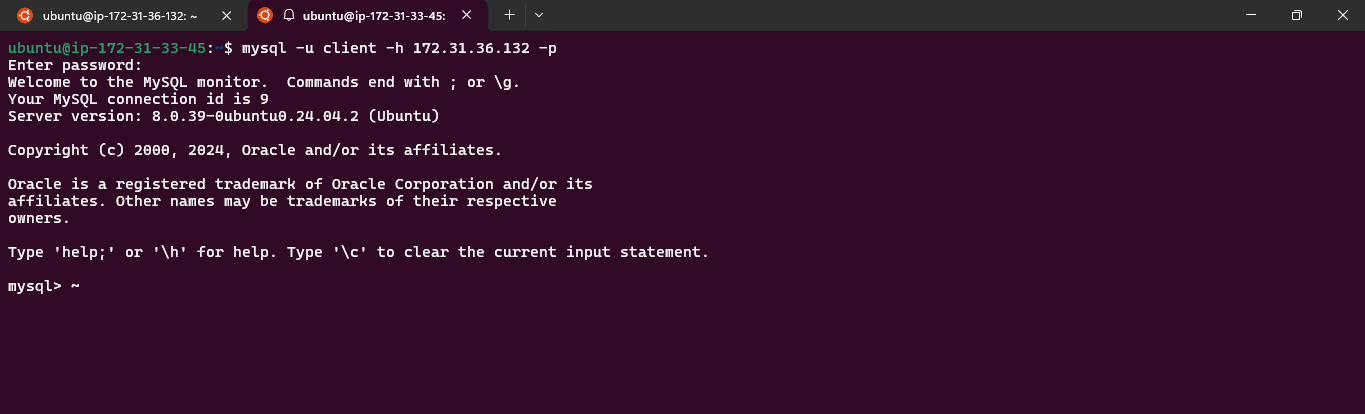 ubuntu@ip-172-31-36-132: ~
ubuntu@ip-172-31-33-45:
ubuntu@ip-172-31-33-45:~$ mysql -u client -h 172.31.36.132 -p
Enter password:
Welcome to the MySQL monitor.  Commands end with ; or \g.
Your MySQL connection id is 9
Server version: 8.0.39-0ubuntu0.24.04.2 (Ubuntu)
Copyright (c) 2000, 2024, Oracle and/or its affiliates.
Oracle is a registered trademark of Oracle Corporation and/or its
affiliates. Other names may be trademarks of their respective
owners.
Type 'help;' or '\h' for help. Type '\c' to clear the current input statement.
mysql> ~